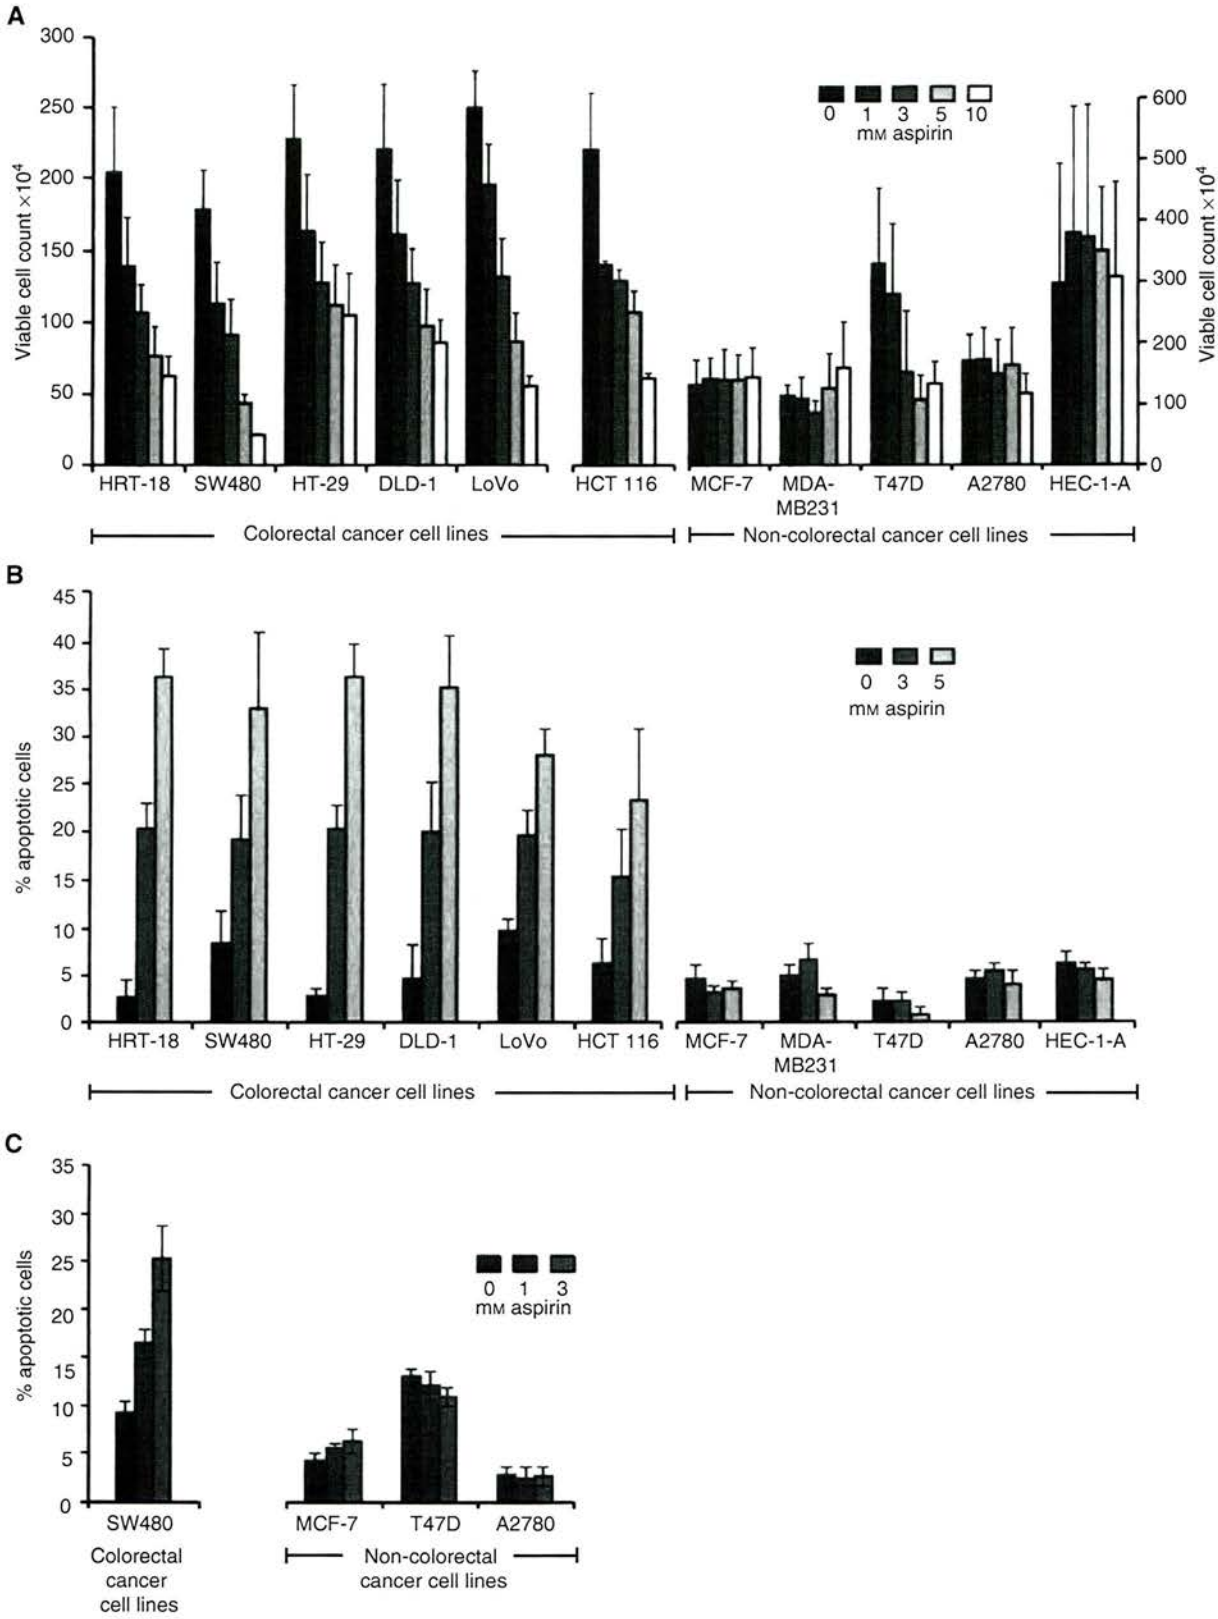 A
300
250
200
150
100
50
0
Viable cell count ×10⁴
0 1 3 5 10
mM aspirin
600
500
400
300
200
100
0
Viable cell count ×10⁴
HRT-18 SW480 HT-29 DLD-1 LoVo HCT 116 MCF-7 MDA- T47D A2780 HEC-1-A
MB231
Colorectal cancer cell lines Non-colorectal cancer cell lines
B
45
40
35
30
25
20
15
10
5
0
% apoptotic cells
0 3 5
mM aspirin
HRT-18 SW480 HT-29 DLD-1 LoVo HCT 116 MCF-7 MDA- T47D A2780 HEC-1-A
MB231
Colorectal cancer cell lines Non-colorectal cancer cell lines
C
35
30
25
20
15
10
5
0
% apoptotic cells
0 1 3
mM aspirin
SW480 MCF-7 T47D A2780
Colorectal Non-colorectal
cancer cancer cell lines
cell lines